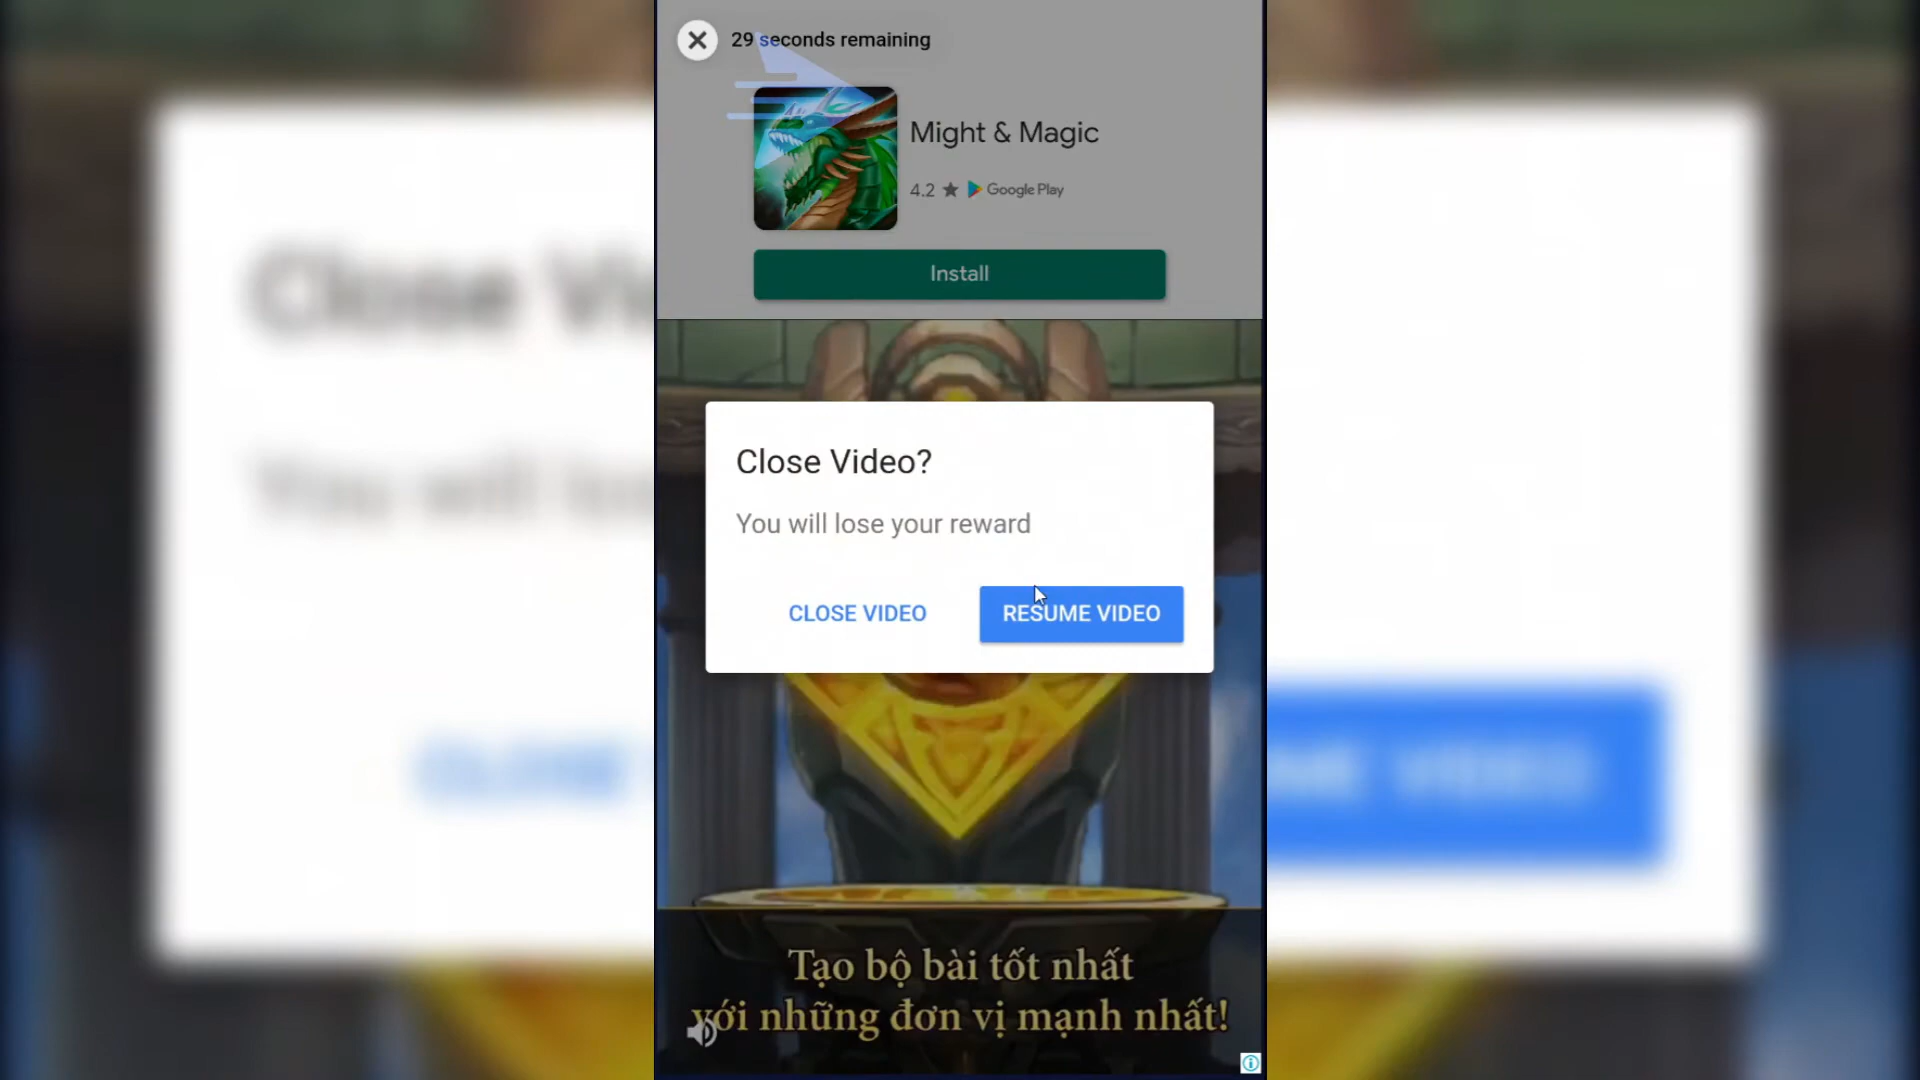 29 seconds remaining
Might & Magic
4.2 ★ Google Play
Install
Close Video?
You will lose your reward
CLOSE VIDEO
RESUME VIDEO
Tạo bộ bài tốt nhất
với những đơn vị mạnh nhất!